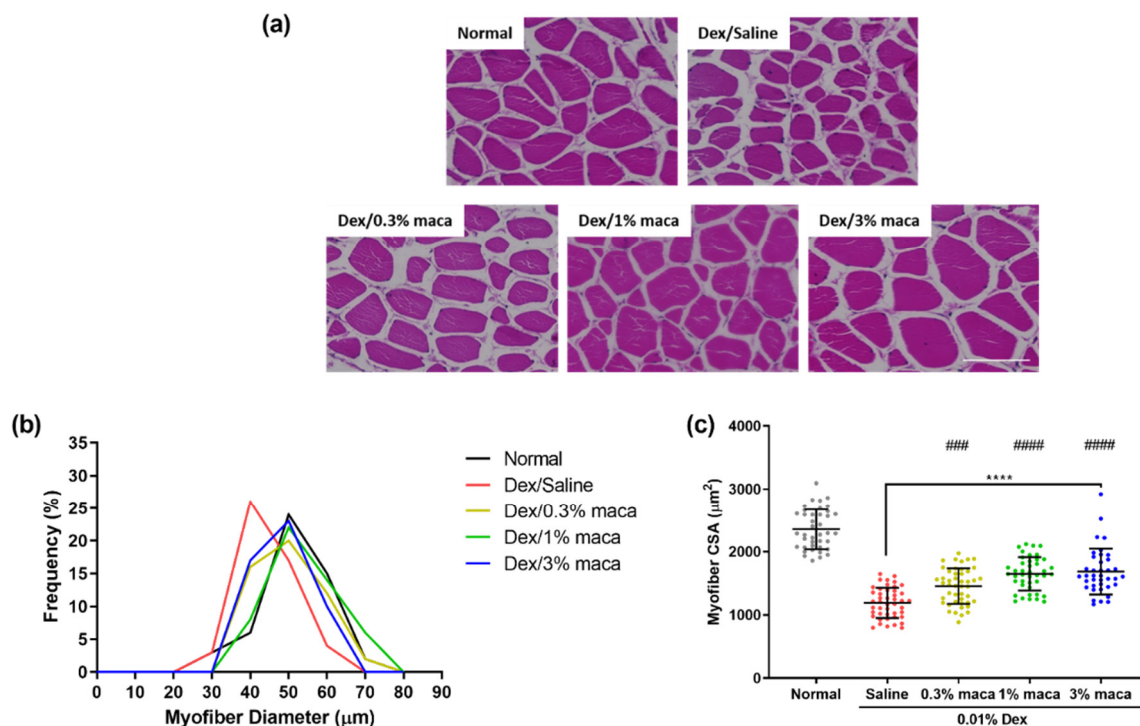 (a)
Normal
Dex/Saline
Dex/0.3% maca
Dex/1% maca
Dex/3% maca
(b)
35
30
25
20
15
10
5
0
Frequency (%)
0 10 20 30 40 50 60 70 80 90
Myofiber Diameter (µm)
Normal
Dex/Saline
Dex/0.3% maca
Dex/1% maca
Dex/3% maca
(c)
4000
3000
2000
1000
0
Myofiber CSA (µm²)
### #### ####
****
Normal Saline 0.3% maca 1% maca 3% maca
0.01% Dex